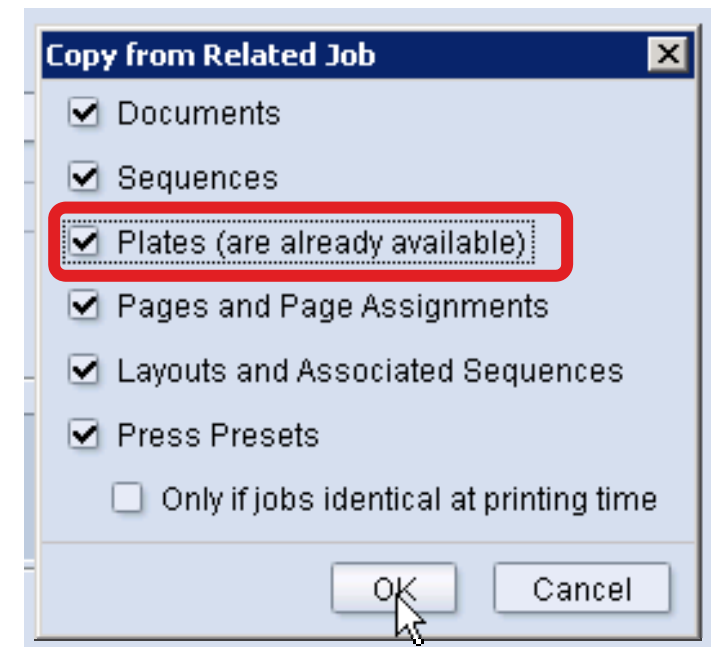 Copy from Related Job
Documents
Sequences
Plates (are already available)
Pages and Page Assignments
Layouts and Associated Sequences
Press Presets
Only if jobs identical at printing time
OK Cancel